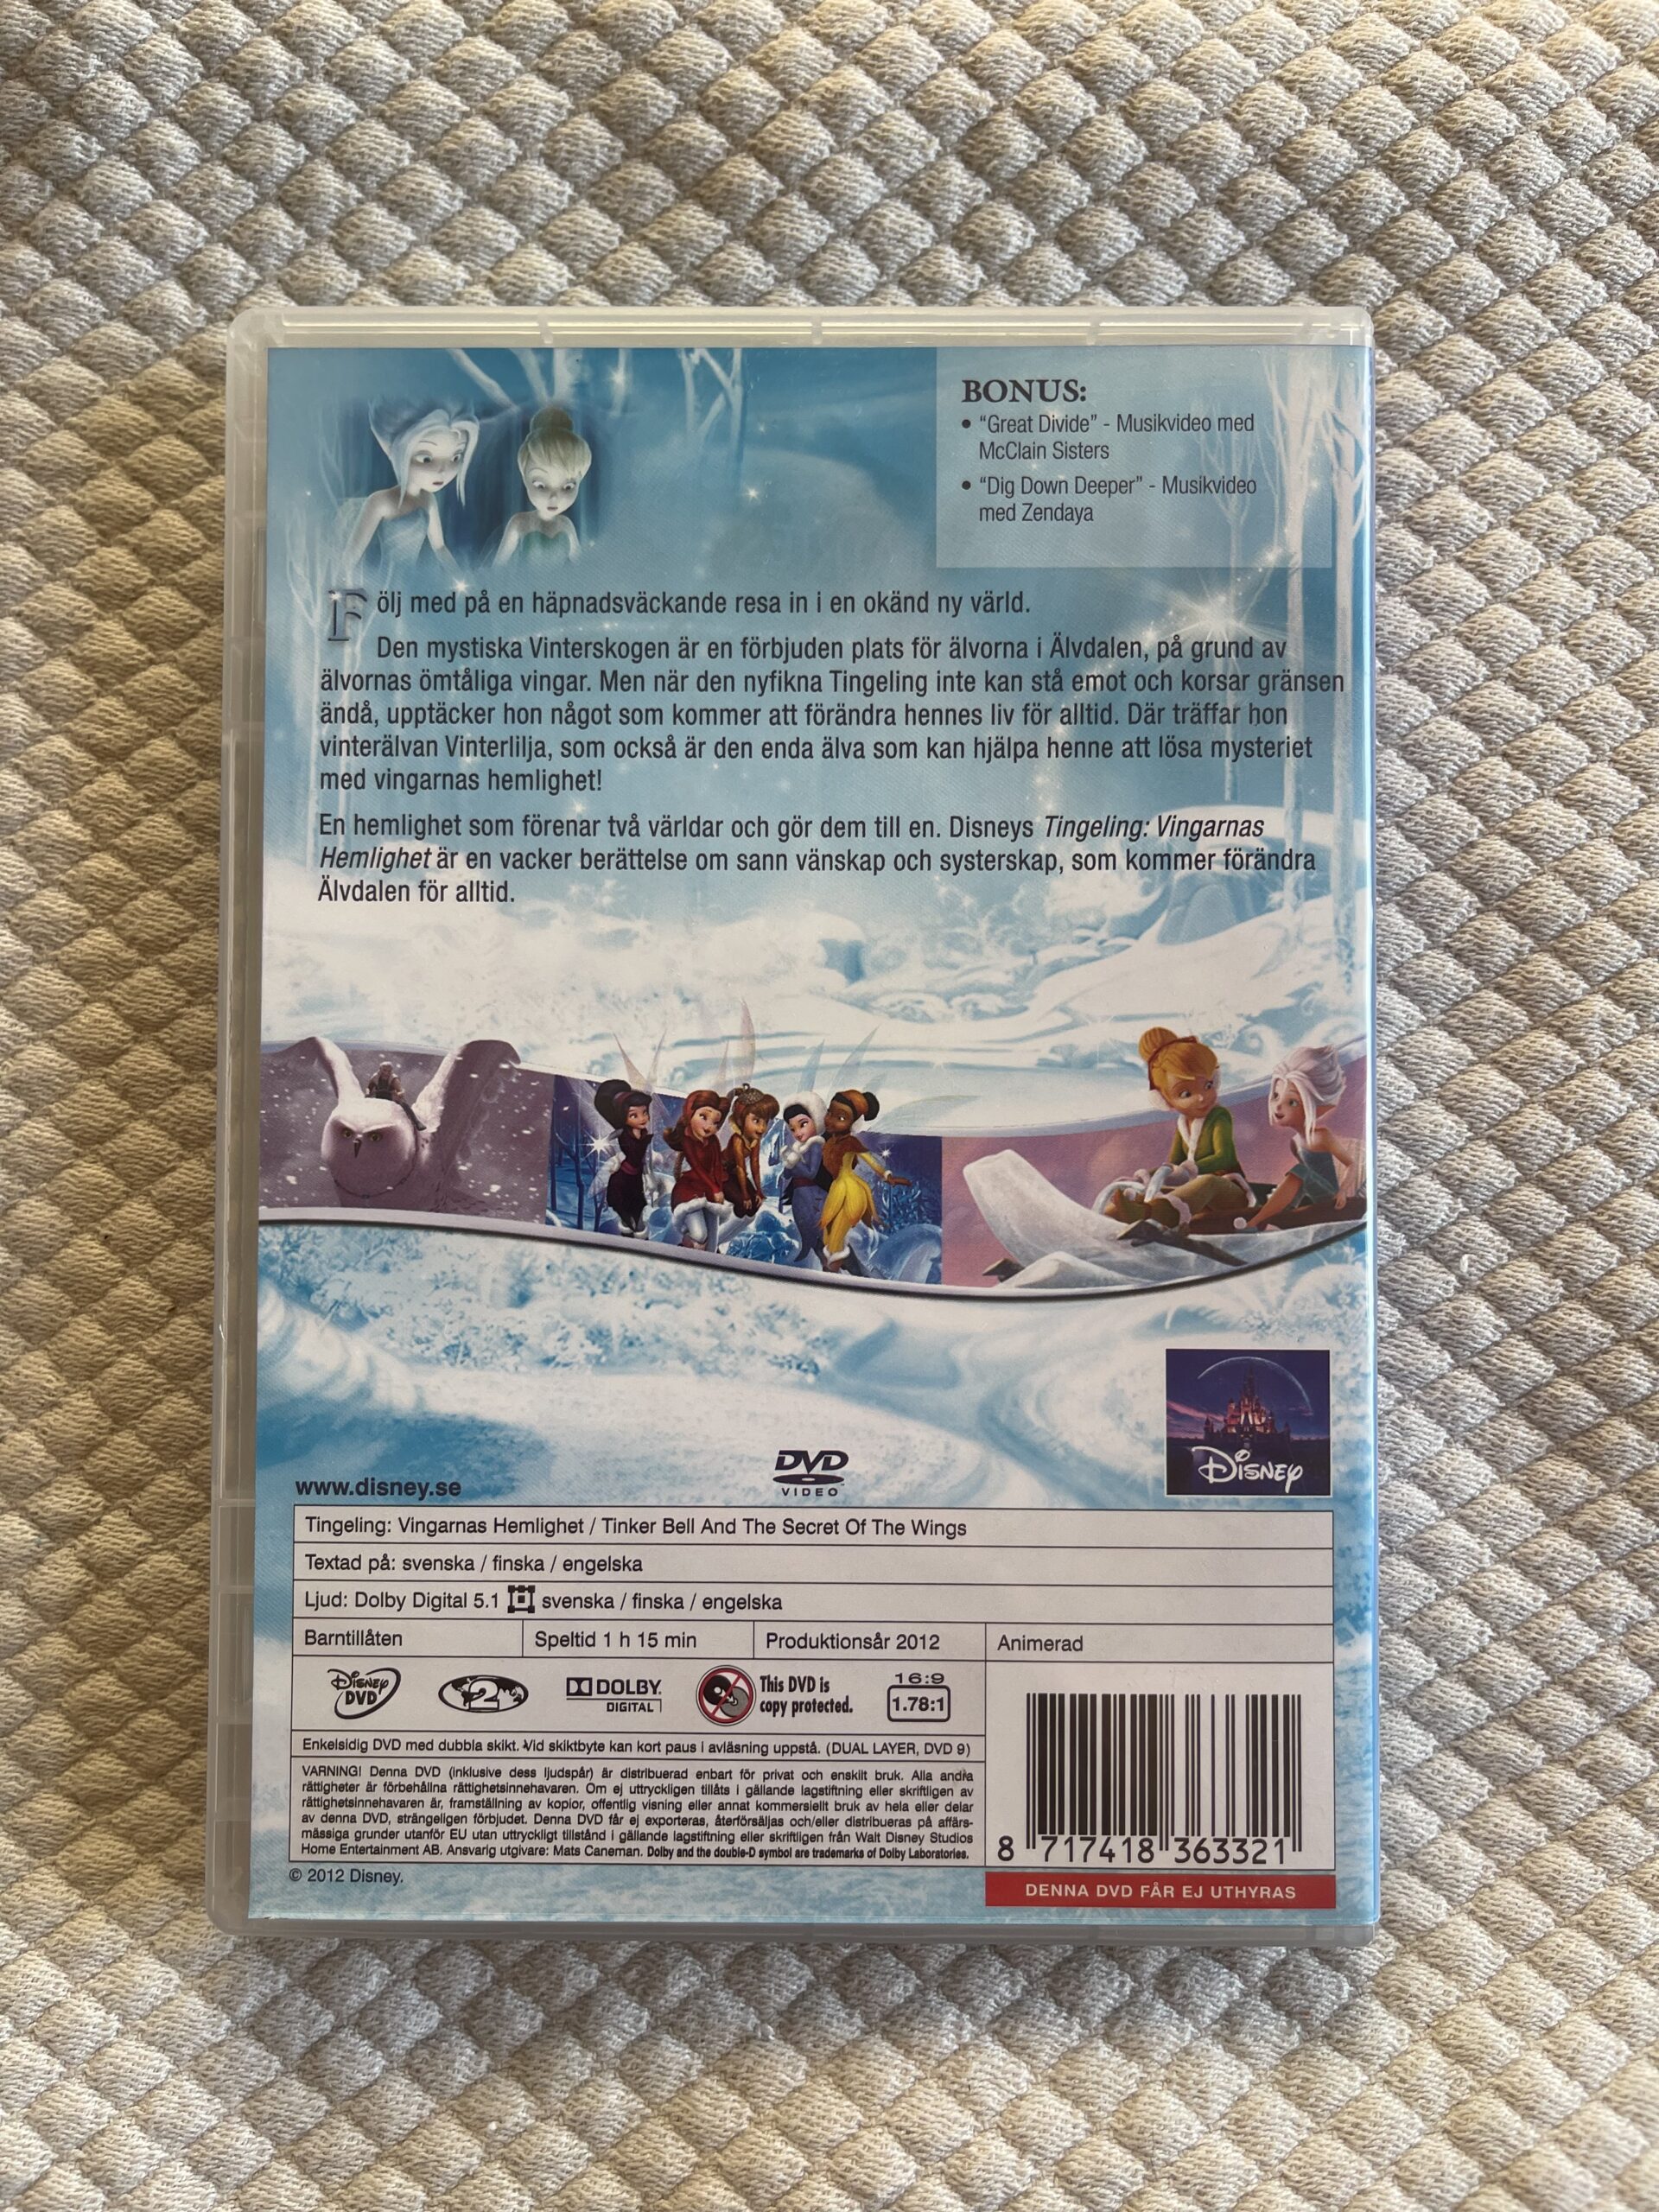 BONUS:
• "Great Divide" - Musikvideo med
McClain Sisters
• "Dig Down Deeper" - Musikvideo
med Zendaya
Följ med på en häpnadsväckande resa in i en okänd ny värld.
Den mystiska Vinterskogen är en förbjuden plats för älvorna i Älvdalen, på grund av
älvornas ömtåliga vingar. Men när den nyfikna Tingeling inte kan stå emot och korsar gränsen
ändå, upptäcker hon något som kommer att förändra hennes liv för alltid. Där träffar hon
vinterälvan Vinterlilja, som också är den enda älva som kan hjälpa henne att lösa mysteriet
med vingarnas hemlighet!
En hemlighet som förenar två världar och gör dem till en. Disneys Tingeling: Vingarnas
Hemlighet är en vacker berättelse om sann vänskap och systerskap, som kommer förändra
Älvdalen för alltid.
Disney
DVD
VIDEO
www.disney.se
Tingeling: Vingarnas Hemlighet / Tinker Bell And The Secret Of The Wings
Textad på: svenska / finska / engelska
Ljud: Dolby Digital 5.1 svenska / finska / engelska
Barntillåten Speltid 1 h 15 min Produktionsår 2012 Animerad
Disney DVD
2
DOLBY DIGITAL
This DVD is
copy protected.
16:9
1.78:1
Enkelsidig DVD med dubbla skikt. Vid skiktbyte kan kort paus i avläsning uppstå. (DUAL LAYER, DVD 9)
VARNING! Denna DVD (inklusive dess ljudspår) är distribuerad enbart för privat och enskilt bruk. Alla andra
rättigheter är förbehållna rättighetsinnehavaren. Om ej uttryckligen tillåts i gällande lagstiftning eller skriftligen av
rättighetsinnehavaren är, framställning av kopior, offentlig visning eller annat kommersiellt bruk av hela eller delar
av denna DVD, strängeligen förbjudet. Denna DVD får ej exporteras, återförsäljas och/eller distribueras på affärs-
mässiga grunder utanför EU utan uttryckligt tillstånd i gällande lagstiftning eller skriftligen från Walt Disney Studios
Home Entertainment AB. Ansvarig utgivare: Mats Caneman. Dolby and the double-D symbol are trademarks of Dolby Laboratories.
8 717418 363321
© 2012 Disney.
DENNA DVD FÅR EJ UTHYRAS